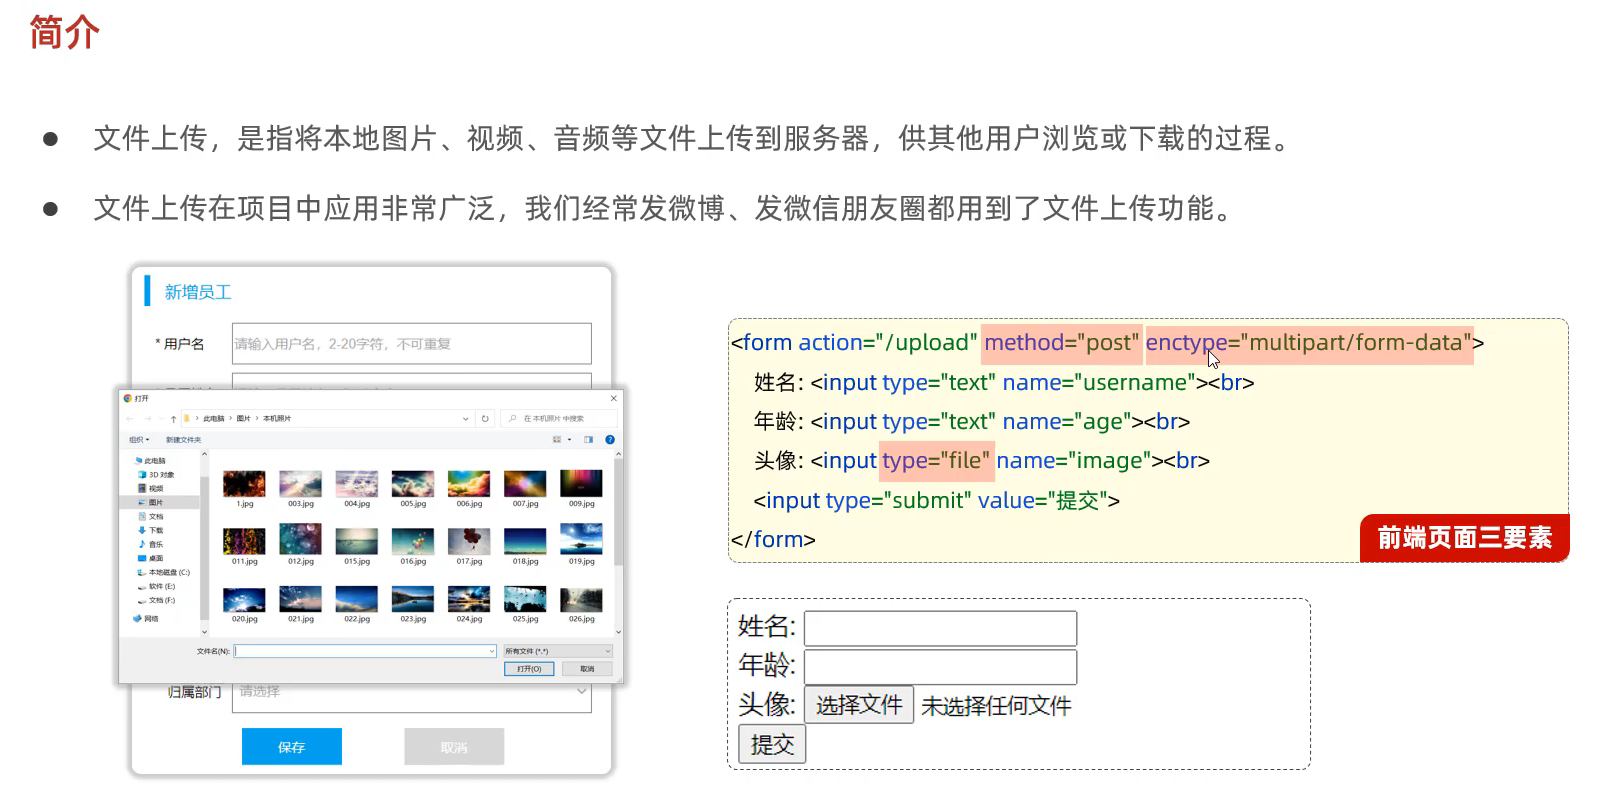 简介
文件上传，是指将本地图片、视频、音频等文件上传到服务器，供其他用户浏览或下载的过程。
文件上传在项目中应用非常广泛，我们经常发微博、发微信朋友圈都用到了文件上传功能。
新增员工
* 用户名
请输入用户名，2-20字符，不可重复
打开
此电脑 › 图片 › 本机照片
在 本机照片 中搜索
组织
新建文件夹
此电脑
3D 对象
视频
图片
文档
下载
音乐
桌面
本地磁盘 (C:)
软件 (E:)
文档 (F:)
网络
1.jpg 003.jpg 004.jpg 005.jpg 006.jpg 007.jpg 009.jpg
011.jpg 012.jpg 015.jpg 016.jpg 017.jpg 018.jpg 019.jpg
020.jpg 021.jpg 022.jpg 023.jpg 024.jpg 025.jpg 026.jpg
文件名(N):
所有文件 (*.*)
打开(O) 取消
归属部门 请选择
保存 取消
<form action="/upload" method="post" enctype="multipart/form-data">
姓名: <input type="text" name="username"><br>
年龄: <input type="text" name="age"><br>
头像: <input type="file" name="image"><br>
<input type="submit" value="提交">
</form>
前端页面三要素
姓名:
年龄:
头像: 选择文件 未选择任何文件
提交